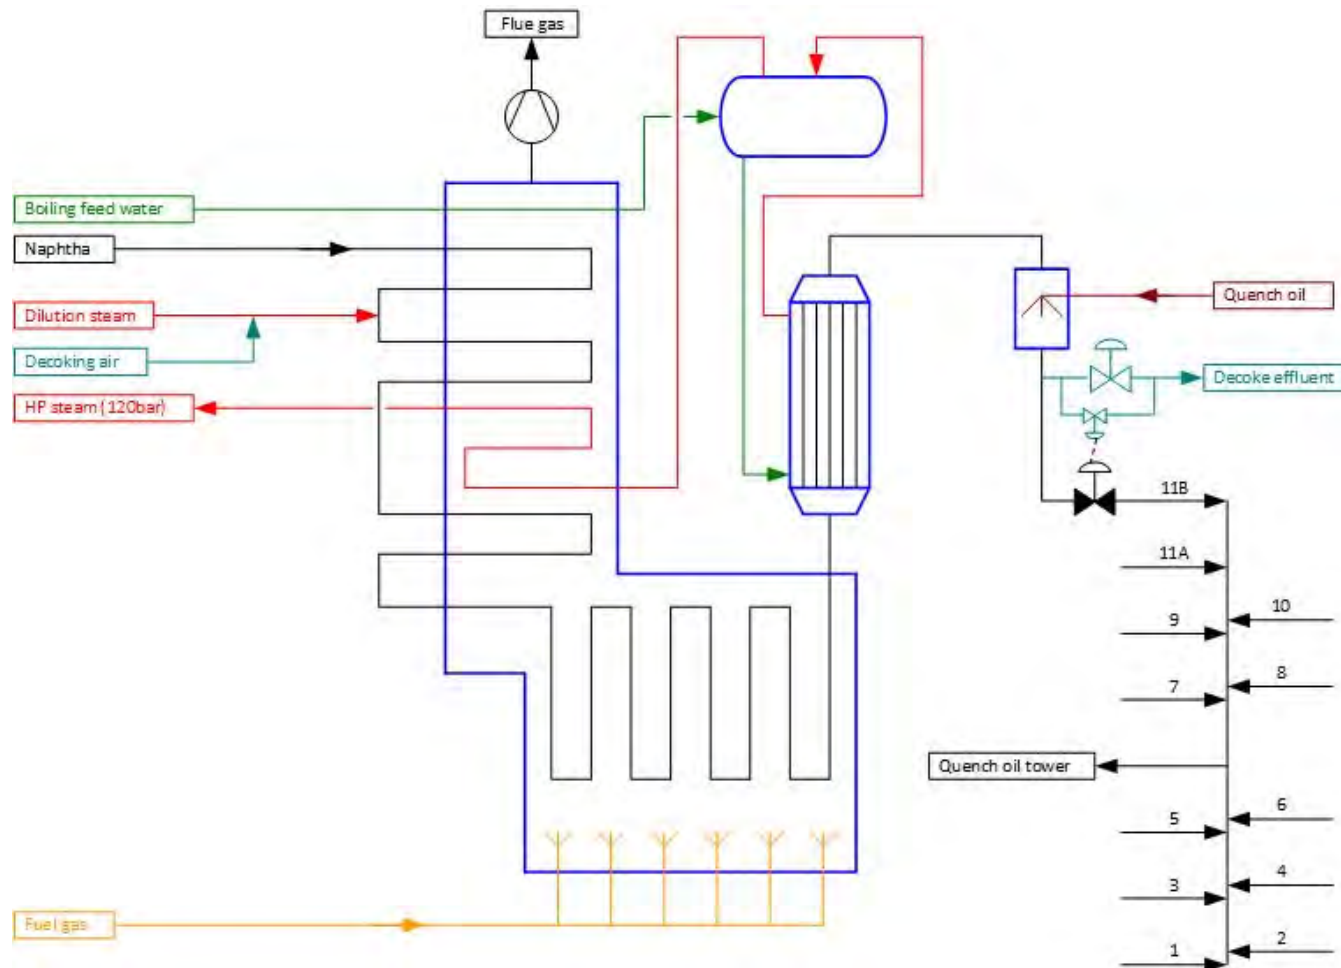 Flue gas
Boiling feed water
Naphtha
Dilution steam
Quench oil
Decoking air
Decoke effluent
HP steam (120bar)
11B
11A
10
9
8
7
Quench oil tower
6
5
4
3
Fuel gas
2
1